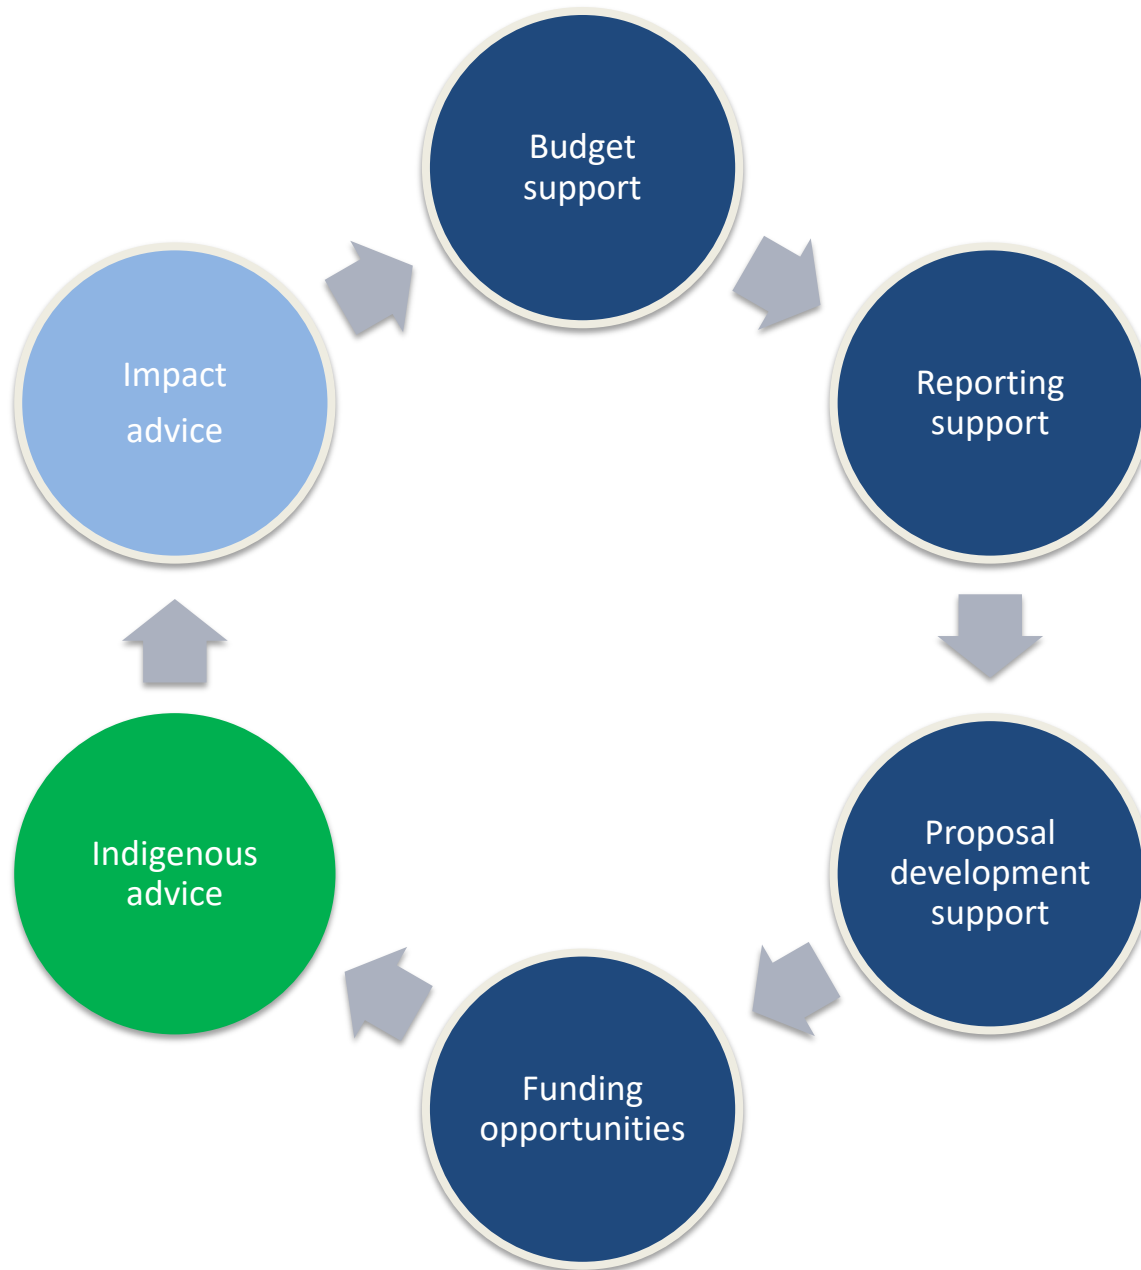 Budget
support
Reporting
support
Proposal
development
support
Funding
opportunities
Indigenous
advice
Impact
advice